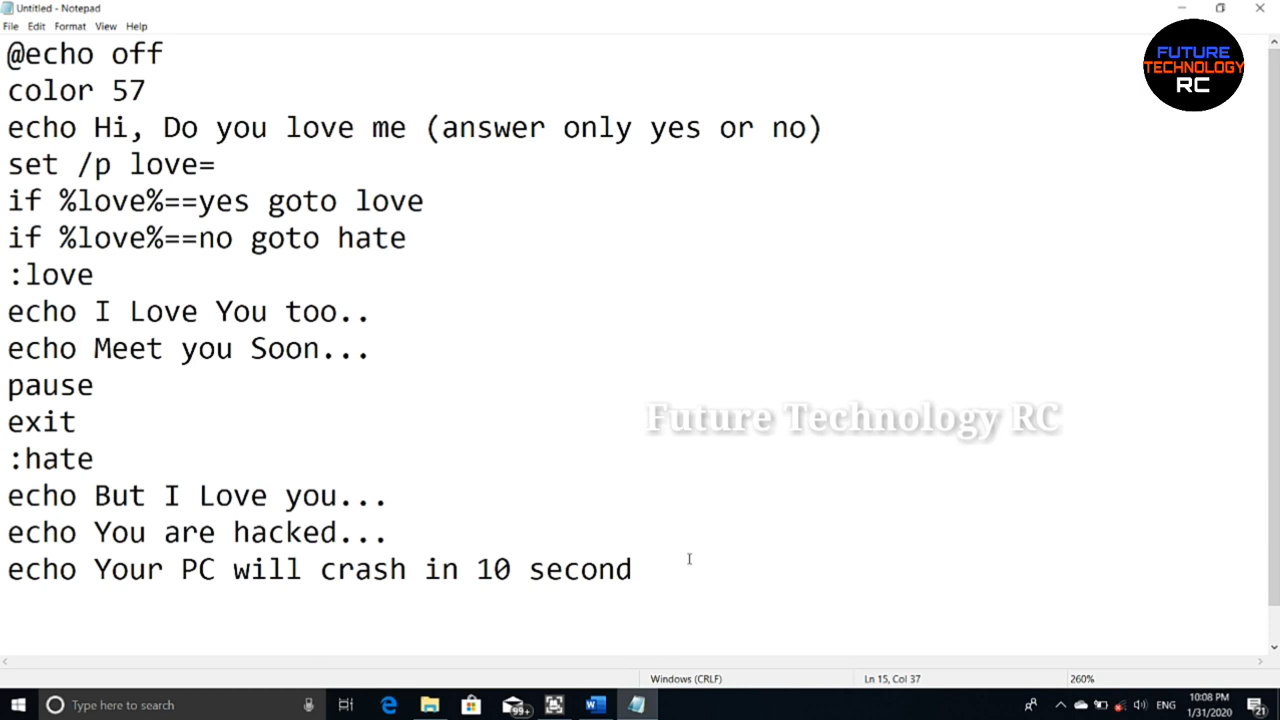 Untitled - Notepad
File Edit Format View Help
@echo off
color 57
echo Hi, Do you love me (answer only yes or no)
set /p love=
if %love%==yes goto love
if %love%==no goto hate
:love
echo I Love You too..
echo Meet you Soon...
pause
exit
:hate
echo But I Love you...
echo You are hacked...
echo Your PC will crash in 10 second
FUTURE
TECHNOLOGY
RC
Future Technology RC
Windows (CRLF) Ln 15, Col 37 260%
Type here to search
99+
ENG
10:08 PM
1/31/2020
21